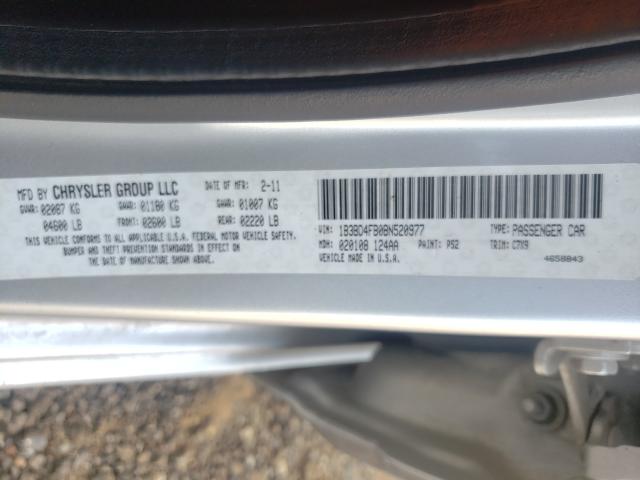 MFD BY CHRYSLER GROUP LLC DATE OF MFR: 2-11
GVWR: 02087 KG GAWR: 01180 KG GAWR: 01007 KG
04600 LB FRONT: 02600 LB REAR: 02220 LB
THIS VEHICLE CONFORMS TO ALL APPLICABLE U.S.A. FEDERAL MOTOR VEHICLE SAFETY,
BUMPER AND THEFT PREVENTION STANDARDS IN EFFECT ON
THE DATE OF MANUFACTURE SHOWN ABOVE.
VIN: 1B3BD4FB0BN520977 TYPE: PASSENGER CAR
MDH: 020108 124AA PAINT: PS2 TRIM: C7X9
VEHICLE MADE IN U.S.A. 4658843